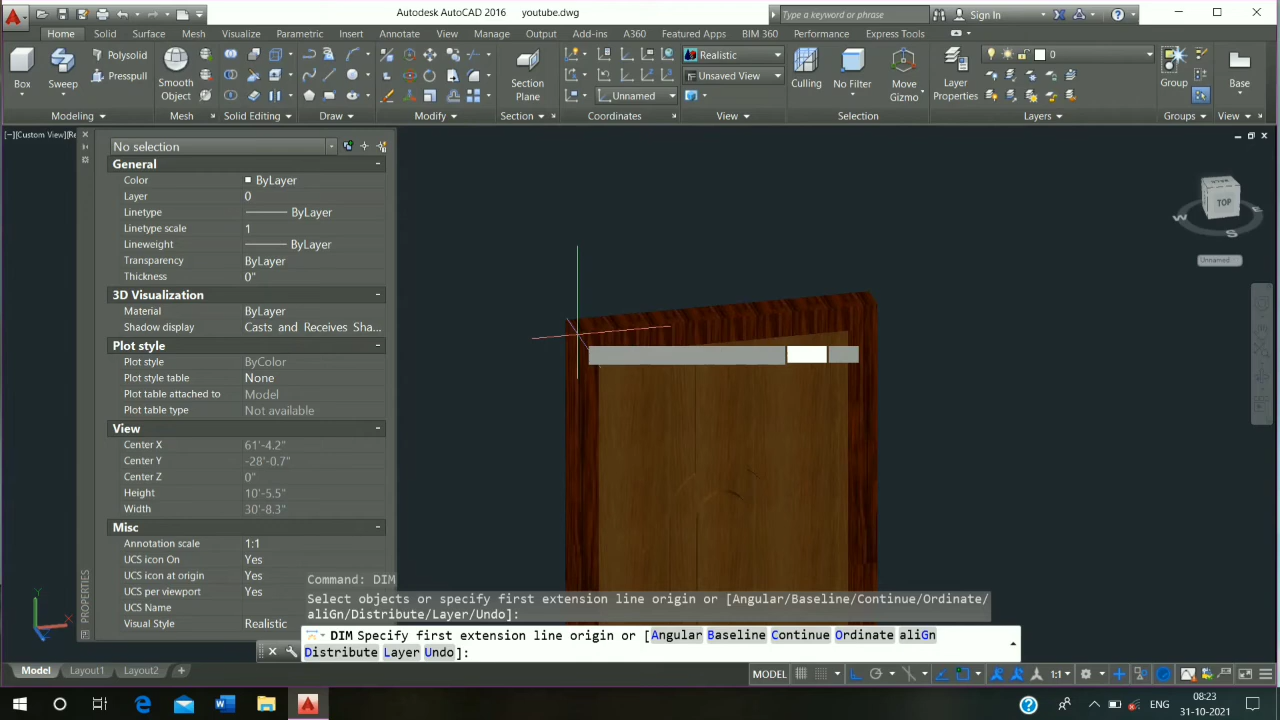 Autodesk AutoCAD 2016 youtube.dwg
Type a keyword or phrase
Sign In
Home Solid Surface Mesh Visualize Parametric Insert Annotate View Manage Output Add-ins A360 Featured Apps BIM 360 Performance Express Tools
Polysolid
Presspull
Box
Sweep
Smooth
Object
Section
Plane
Realistic
Unsaved View
Unnamed
Culling
No Filter
Move
Gizmo
Layer
Properties
0
Group
Base
Modeling
Mesh
Solid Editing
Draw
Modify
Section
Coordinates
View
Selection
Layers
Groups
View
[−][Custom View][Re
No selection
General
Color ByLayer
Layer 0
Linetype ByLayer
Linetype scale 1
Lineweight ByLayer
Transparency ByLayer
Thickness 0"
3D Visualization
Material ByLayer
Shadow display Casts and Receives Sha...
Plot style
Plot style ByColor
Plot style table None
Plot table attached to Model
Plot table type Not available
View
Center X 61'-4.2"
Center Y -28'-0.7"
Center Z 0"
Height 10'-5.5"
Width 30'-8.3"
Misc
Annotation scale 1:1
UCS icon On Yes
UCS icon at origin Yes
UCS per viewport Yes
UCS Name
Visual Style Realistic
PROPERTIES
TOP
W
S
E
Unnamed
Y
X
Command: DIM
Select objects or specify first extension line origin or [Angular/Baseline/Continue/Ordinate/
aliGn/Distribute/Layer/Undo]:
DIM Specify first extension line origin or [Angular Baseline Continue Ordinate aliGn
Distribute Layer Undo]:
Model Layout1 Layout2 +
MODEL
1:1
ENG
08:23
31-10-2021